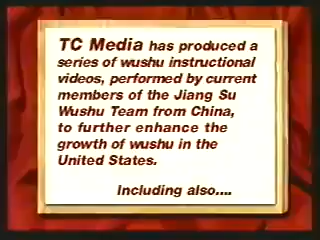 TC Media has produced a
series of wushu instructional
videos, performed by current
members of the Jiang Su
Wushu Team from China,
to further enhance the
growth of wushu in the
United States.
Including also....